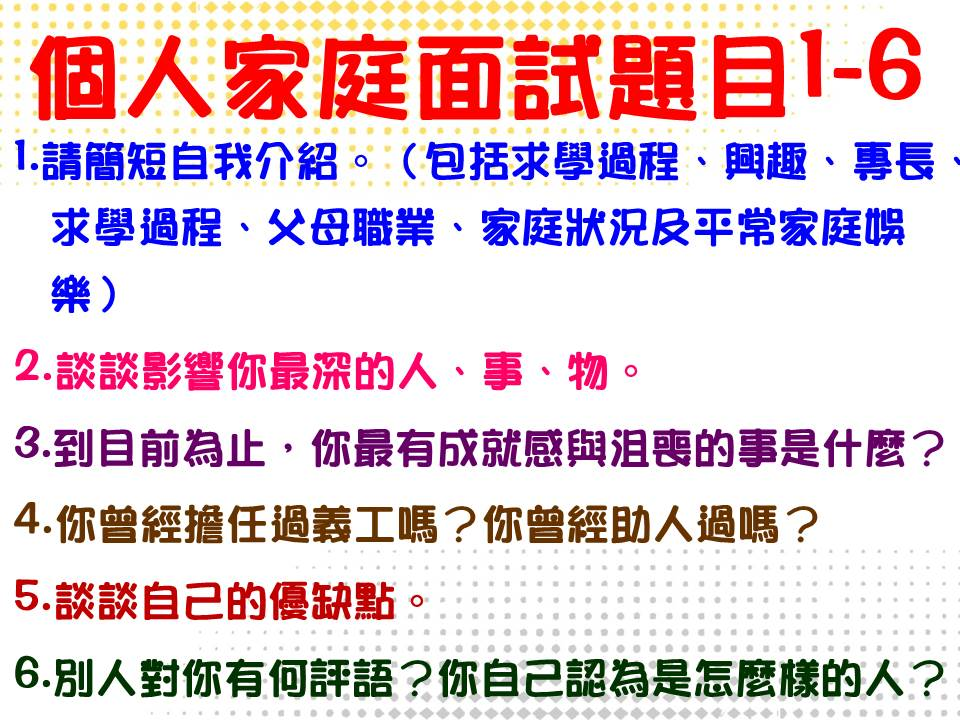 個人家庭面試題目1-6
1.請簡短自我介紹。（包括求學過程、興趣、專長、
求學過程、父母職業、家庭狀況及平常家庭娛
樂）
2.談談影響你最深的人、事、物。
3.到目前為止，你最有成就感與沮喪的事是什麼？
4.你曾經擔任過義工嗎？你曾經助人過嗎？
5.談談自己的優缺點。
6.別人對你有何評語？你自己認為是怎麼樣的人？